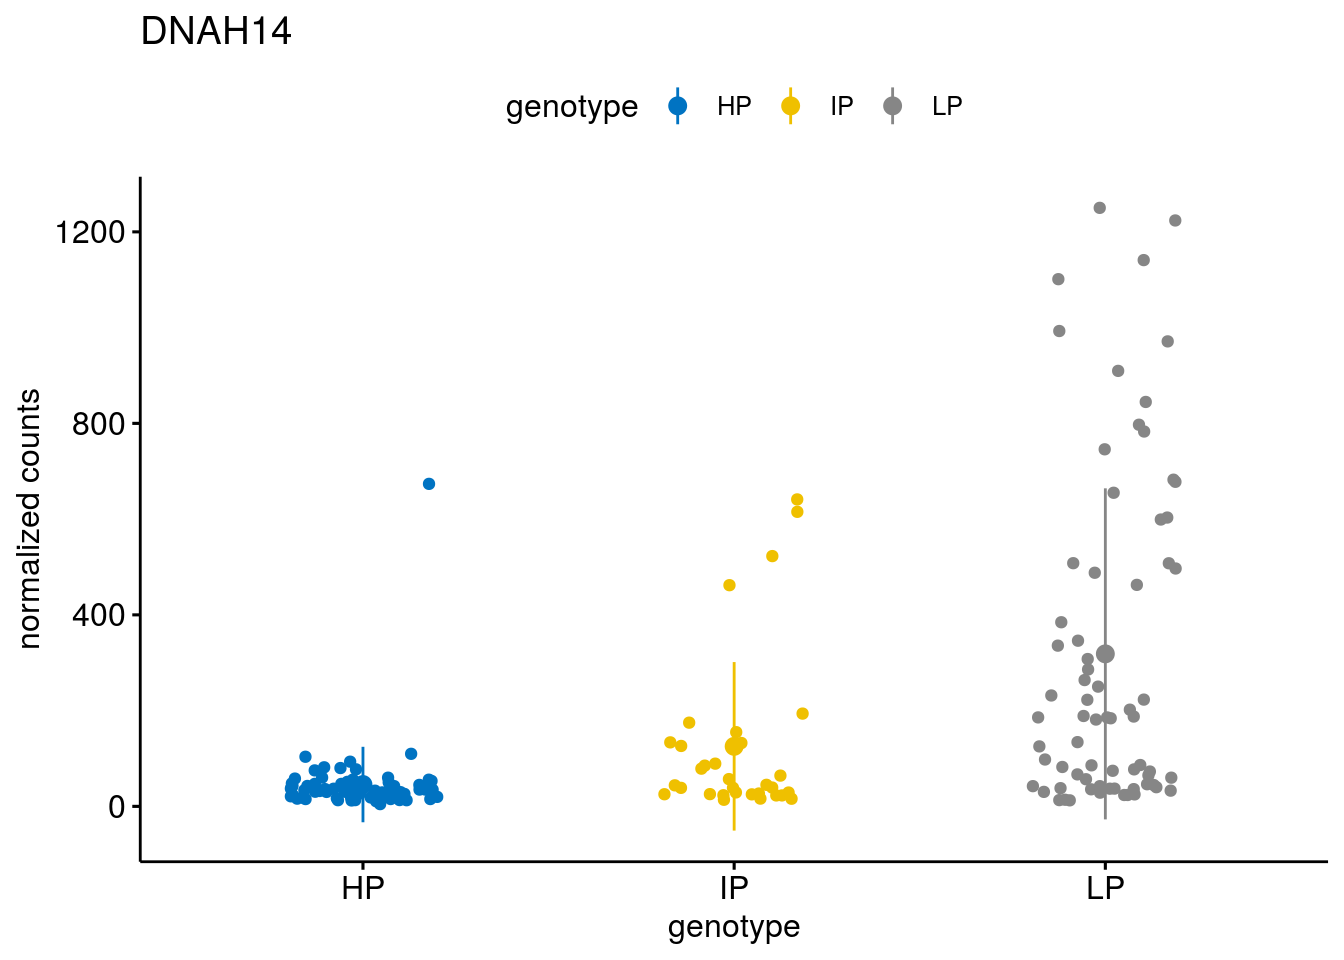 DNAH14
genotype HP IP LP
1200
800
400
0
normalized counts
HP IP LP
genotype